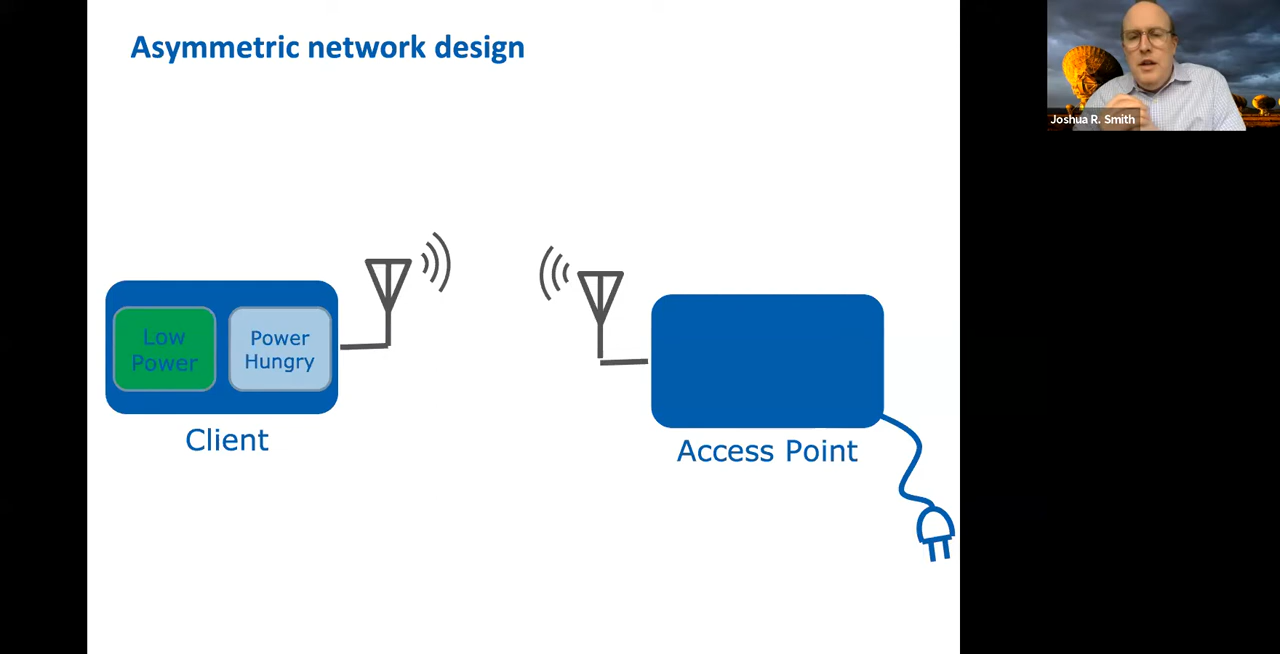 Asymmetric network design
Joshua R. Smith
Low
Power
Power
Hungry
Client
Access Point